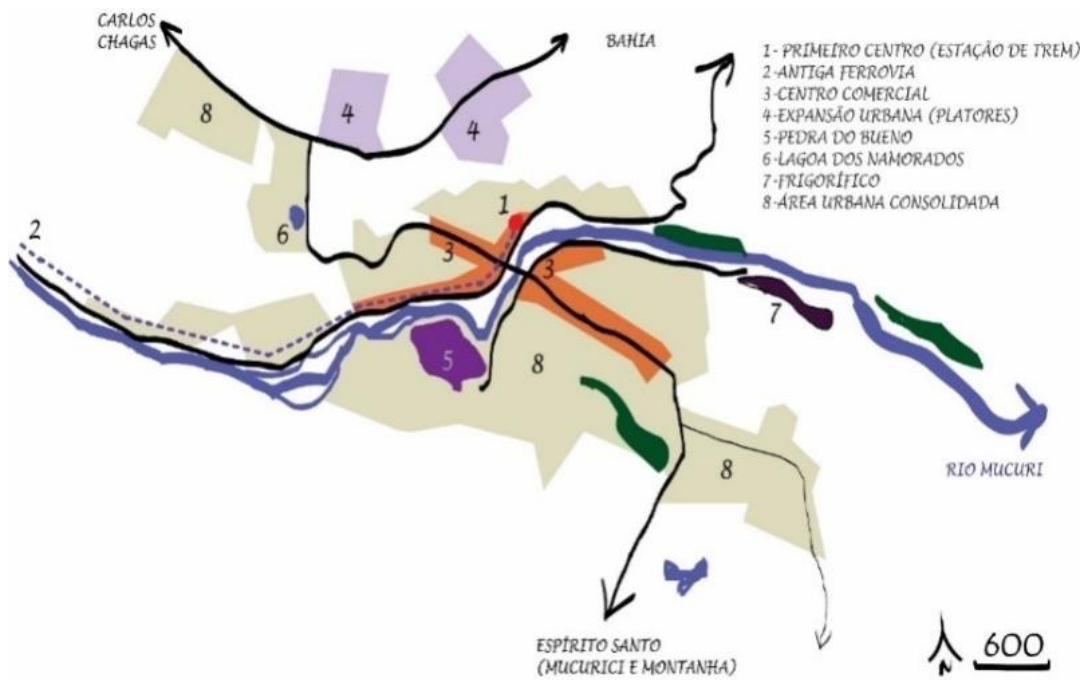 CARLOS
CHAGAS
BAHIA
1- PRIMEIRO CENTRO (ESTAÇÃO DE TREM)
2-ANTIGA FERROVIA
3-CENTRO COMERCIAL
4-EXPANSÃO URBANA (PLATORES)
5-PEDRA DO BUENO
6-LAGOA DOS NAMORADOS
7-FRIGORÍFICO
8-ÁREA URBANA CONSOLIDADA
8
4
4
1
2
6
3
3
7
5
8
8
RIO MUCURI
ESPÍRITO SANTO
(MUCURICI E MONTANHA)
N
600